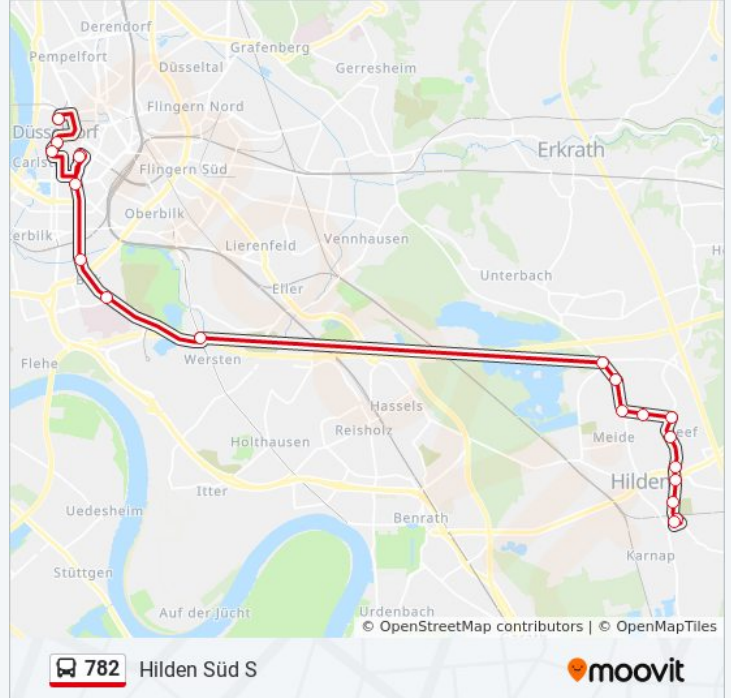 Derendorf
Grafenberg
Pempelfort
Düsseltal
Gerresheim
Flingern Nord
Carls
Erkrath
Flingern Süd
Oberbilk
erbilk
Vennhausen
Lierenfeld
Unterbach
Eller
Flehe
Wersten
Hassels
Reisholz
Meide
Holthausen
Hilden
Itter
Uedesheim
Benrath
Karnap
Stüttgen
Auf der Jücht
Urdenbach
© OpenStreetMap contributors | © OpenMapTiles
782 Hilden Süd S
moovit